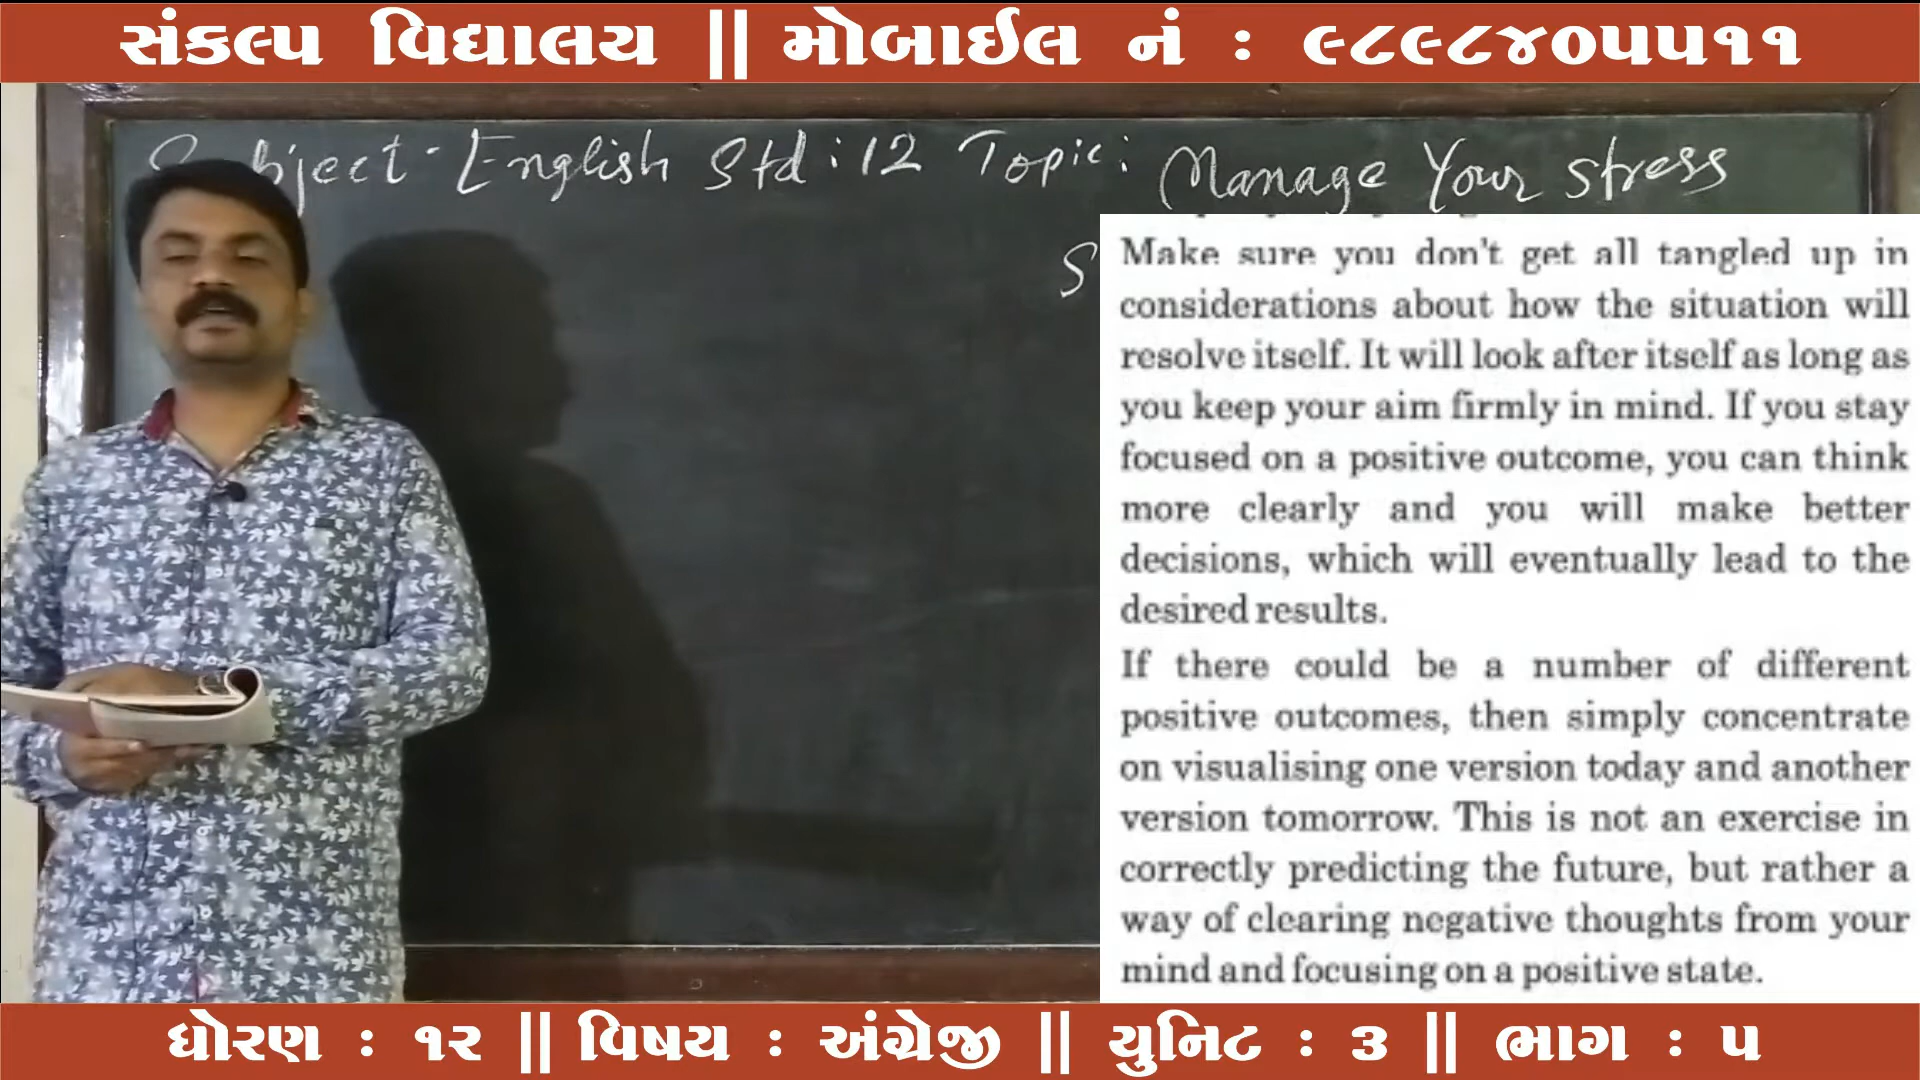 સંકલ્પ વિદ્યાલય || મોબાઈલ નં : ૯૮૯૮૪૦૫૫૧૧
Subject - English Std : 12 Topic : Manage Your stress
S
Make sure you don't get all tangled up in
considerations about how the situation will
resolve itself. It will look after itself as long as
you keep your aim firmly in mind. If you stay
focused on a positive outcome, you can think
more clearly and you will make better
decisions, which will eventually lead to the
desired results.
If there could be a number of different
positive outcomes, then simply concentrate
on visualising one version today and another
version tomorrow. This is not an exercise in
correctly predicting the future, but rather a
way of clearing negative thoughts from your
mind and focusing on a positive state.
ધોરણ : ૧૨ || વિષય : અંગ્રેજી || યુનિટ : ૩ || ભાગ : ૫